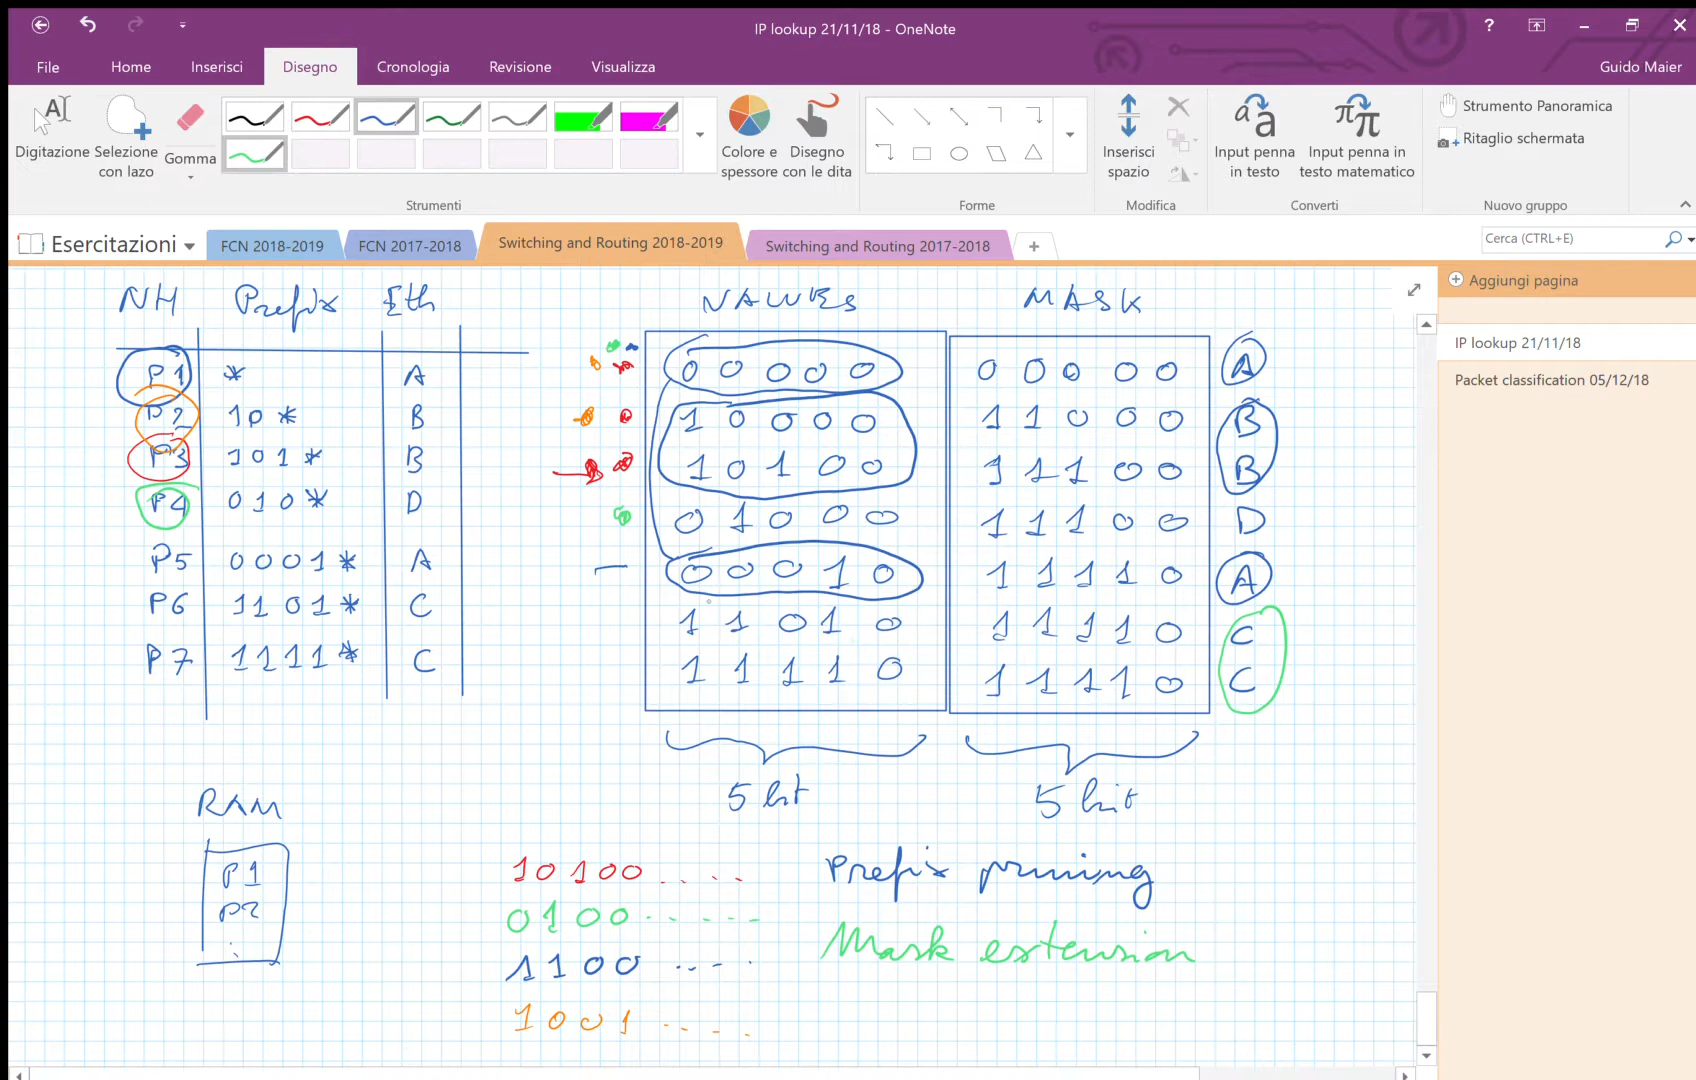 IP lookup 21/11/18 - OneNote
?
File Home Inserisci Disegno Cronologia Revisione Visualizza
Guido Maier
Digitazione
Selezione con lazo
Gomma
Strumenti
Colore e spessore
Disegno con le dita
Forme
Inserisci spazio
Modifica
Input penna in testo
Input penna in testo matematico
Converti
Strumento Panoramica
Ritaglio schermata
Nuovo gruppo
Esercitazioni
FCN 2018-2019
FCN 2017-2018
Switching and Routing 2018-2019
Switching and Routing 2017-2018
Cerca (CTRL+E)
Aggiungi pagina
IP lookup 21/11/18
Packet classification 05/12/18
NH Prefix Eth
P1 * A
P2 10* B
P3 101* B
P4 010* D
P5 0001* A
P6 1101* C
P7 1111* C
VALUES MASK
0 0 0 0 0 0 0 0 0 0 A
1 0 0 0 0 1 1 0 0 0 B
1 0 1 0 0 1 1 1 0 0 B
0 1 0 0 0 1 1 1 0 0 D
0 0 0 1 0 1 1 1 1 0 A
1 1 0 1 0 1 1 1 1 0 C
1 1 1 1 0 1 1 1 1 0 C
5 bit 5 bit
RAM
P1
P2
:
10100 ....
0100 .....
1100 ....
1001 ....
Prefix pruning
Mask extension